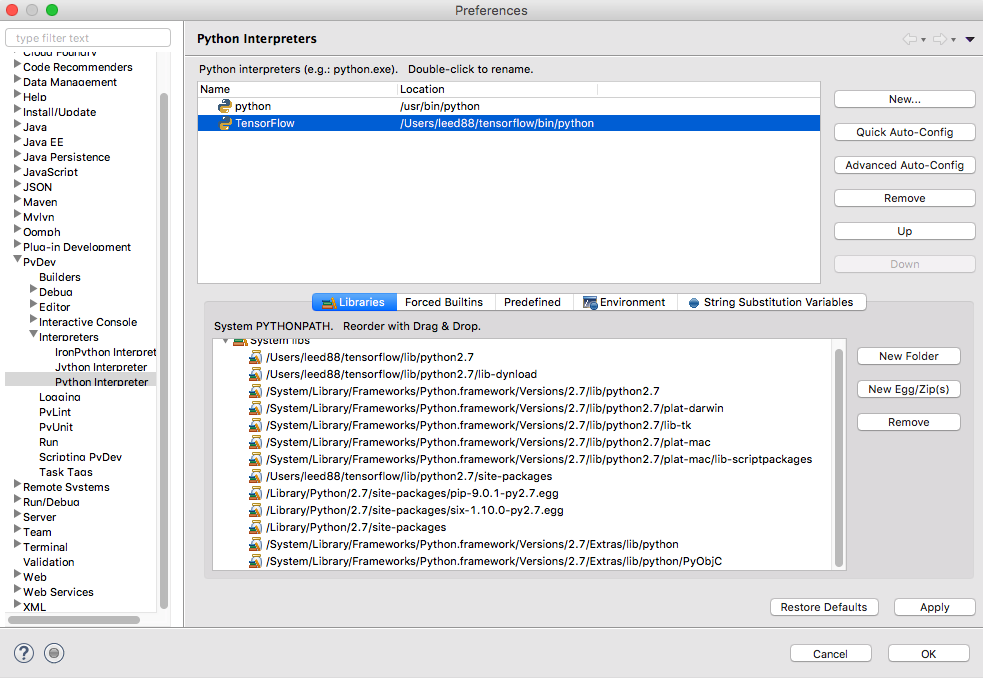 Preferences
type filter text
Cloud Foundry
Code Recommenders
Data Management
Help
Install/Update
Java
Java EE
Java Persistence
JavaScript
JSON
Maven
Mylyn
Oomph
Plug-in Development
PyDev
Builders
Debug
Editor
Interactive Console
Interpreters
IronPython Interpret
Jython Interpreter
Python Interpreter
Logging
PyLint
PyUnit
Run
Scripting PyDev
Task Tags
Remote Systems
Run/Debug
Server
Team
Terminal
Validation
Web
Web Services
XML
Python Interpreters
Python interpreters (e.g.: python.exe).   Double-click to rename.
Name Location
python /usr/bin/python
TensorFlow /Users/leed88/tensorflow/bin/python
New...
Quick Auto-Config
Advanced Auto-Config
Remove
Up
Down
Libraries Forced Builtins Predefined Environment String Substitution Variables
System PYTHONPATH.   Reorder with Drag & Drop.
System libs
/Users/leed88/tensorflow/lib/python2.7
/Users/leed88/tensorflow/lib/python2.7/lib-dynload
/System/Library/Frameworks/Python.framework/Versions/2.7/lib/python2.7
/System/Library/Frameworks/Python.framework/Versions/2.7/lib/python2.7/plat-darwin
/System/Library/Frameworks/Python.framework/Versions/2.7/lib/python2.7/lib-tk
/System/Library/Frameworks/Python.framework/Versions/2.7/lib/python2.7/plat-mac
/System/Library/Frameworks/Python.framework/Versions/2.7/lib/python2.7/plat-mac/lib-scriptpackages
/Users/leed88/tensorflow/lib/python2.7/site-packages
/Library/Python/2.7/site-packages/pip-9.0.1-py2.7.egg
/Library/Python/2.7/site-packages/six-1.10.0-py2.7.egg
/Library/Python/2.7/site-packages
/System/Library/Frameworks/Python.framework/Versions/2.7/Extras/lib/python
/System/Library/Frameworks/Python.framework/Versions/2.7/Extras/lib/python/PyObjC
New Folder
New Egg/Zip(s)
Remove
Restore Defaults Apply
? Cancel OK